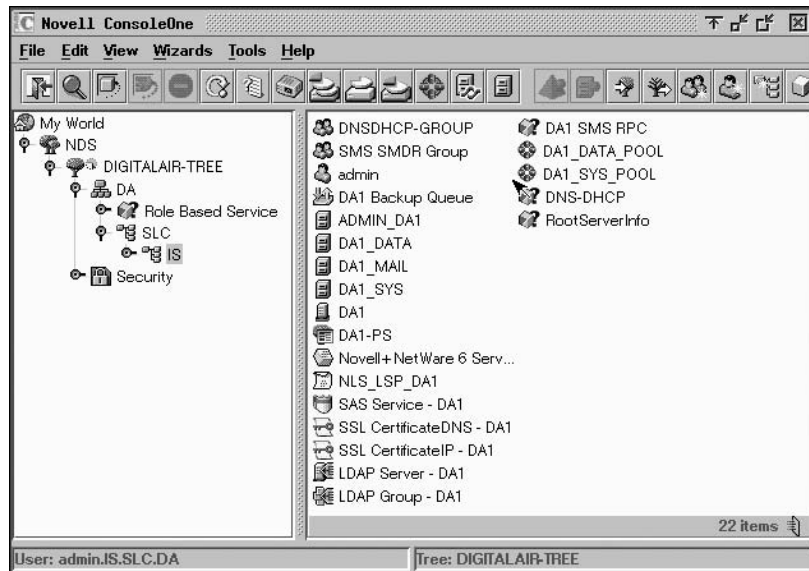 Novell ConsoleOne
File Edit View Wizards Tools Help
My World
NDS
DIGITALAIR-TREE
DA
Role Based Service
SLC
IS
Security
DNSDHCP-GROUP
SMS SMDR Group
admin
DA1 Backup Queue
ADMIN_DA1
DA1_DATA
DA1_MAIL
DA1_SYS
DA1
DA1-PS
Novell+NetWare 6 Serv...
NLS_LSP_DA1
SAS Service - DA1
SSL CertificateDNS - DA1
SSL CertificateIP - DA1
LDAP Server - DA1
LDAP Group - DA1
DA1 SMS RPC
DA1_DATA_POOL
DA1_SYS_POOL
DNS-DHCP
RootServerInfo
22 items
User: admin.IS.SLC.DA
Tree: DIGITALAIR-TREE